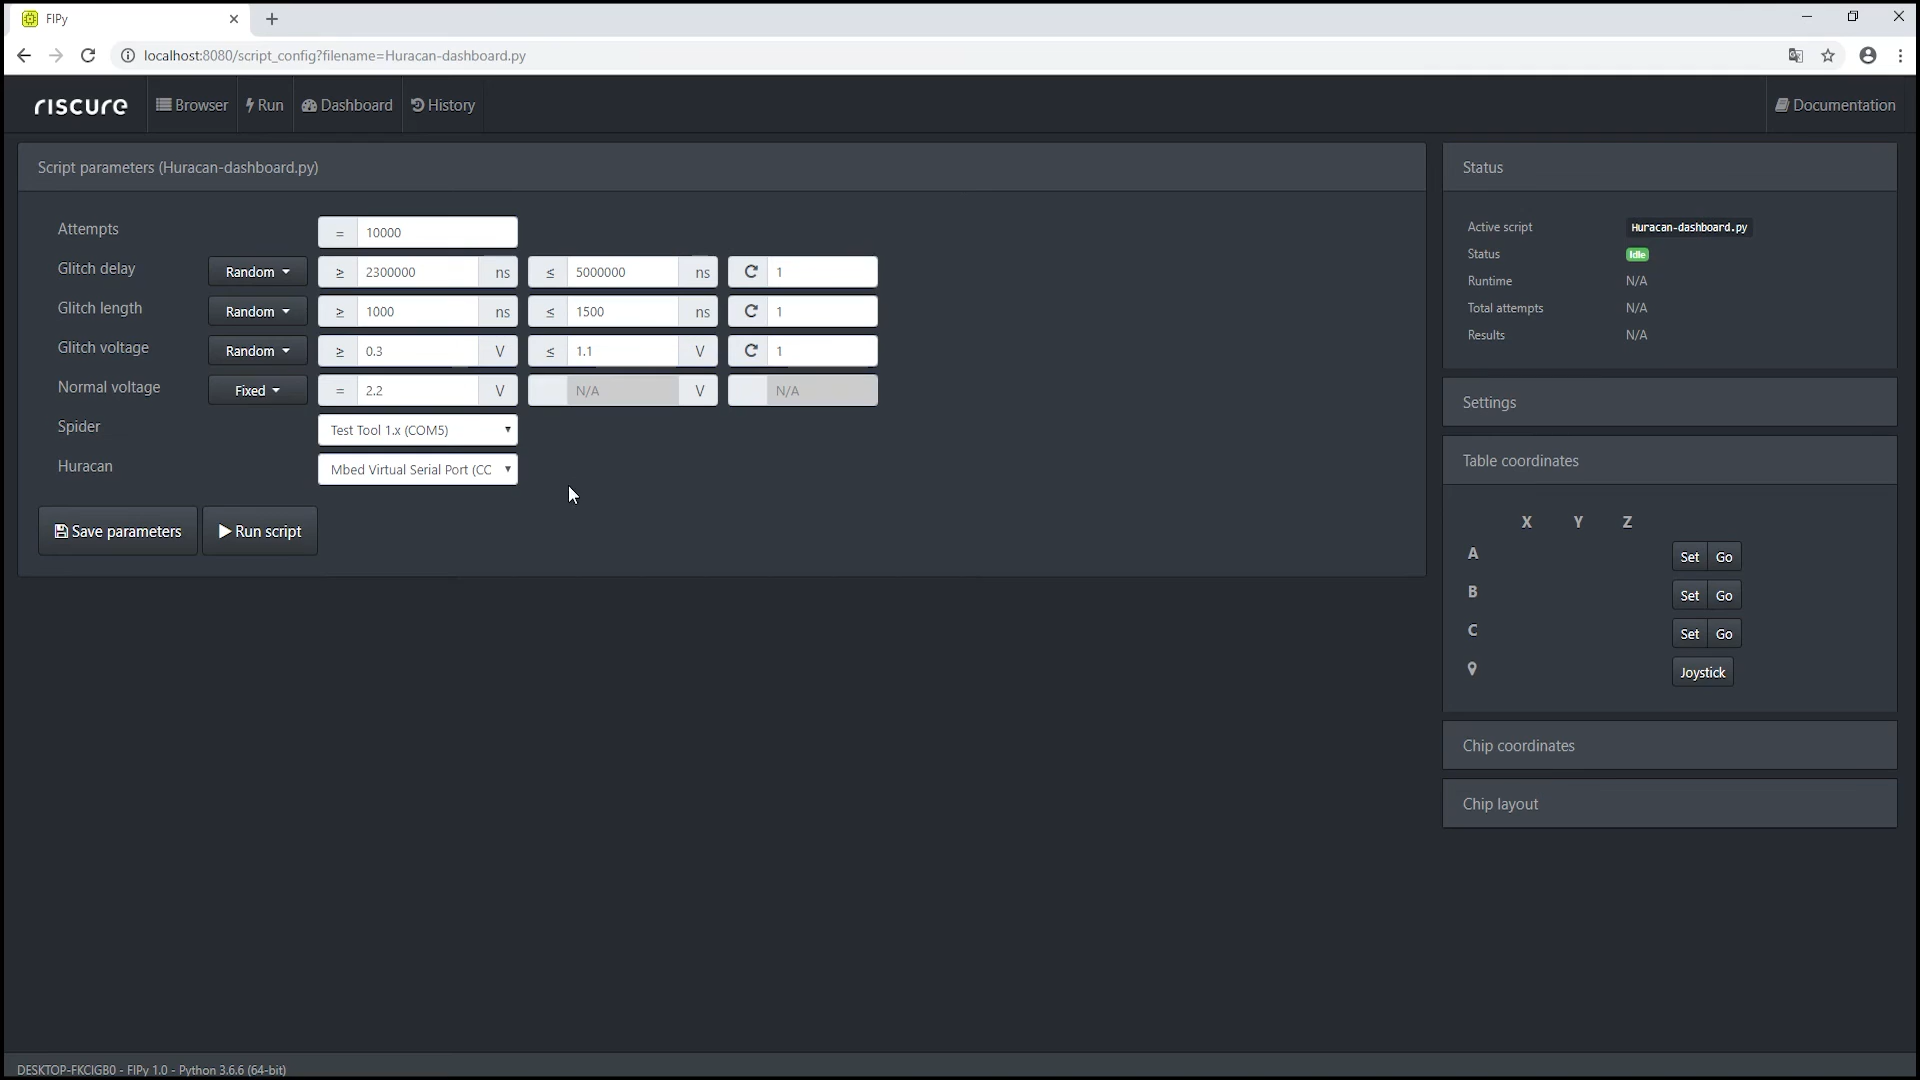 FIPy
localhost:8080/script_config?filename=Huracan-dashboard.py
riscure Browser Run Dashboard History Documentation
Script parameters (Huracan-dashboard.py)
Attempts = 10000
Glitch delay Random ≥ 2300000 ns ≤ 5000000 ns 1
Glitch length Random ≥ 1000 ns ≤ 1500 ns 1
Glitch voltage Random ≥ 0.3 V ≤ 1.1 V 1
Normal voltage Fixed = 2.2 V N/A V N/A
Spider Test Tool 1.x (COM5)
Huracan Mbed Virtual Serial Port (CC
Save parameters Run script
Status
Active script Huracan-dashboard.py
Status Idle
Runtime N/A
Total attempts N/A
Results N/A
Settings
Table coordinates
X Y Z
A Set Go
B Set Go
C Set Go
Joystick
Chip coordinates
Chip layout
DESKTOP-FKCIGB0 - FIPy 1.0 - Python 3.6.6 (64-bit)